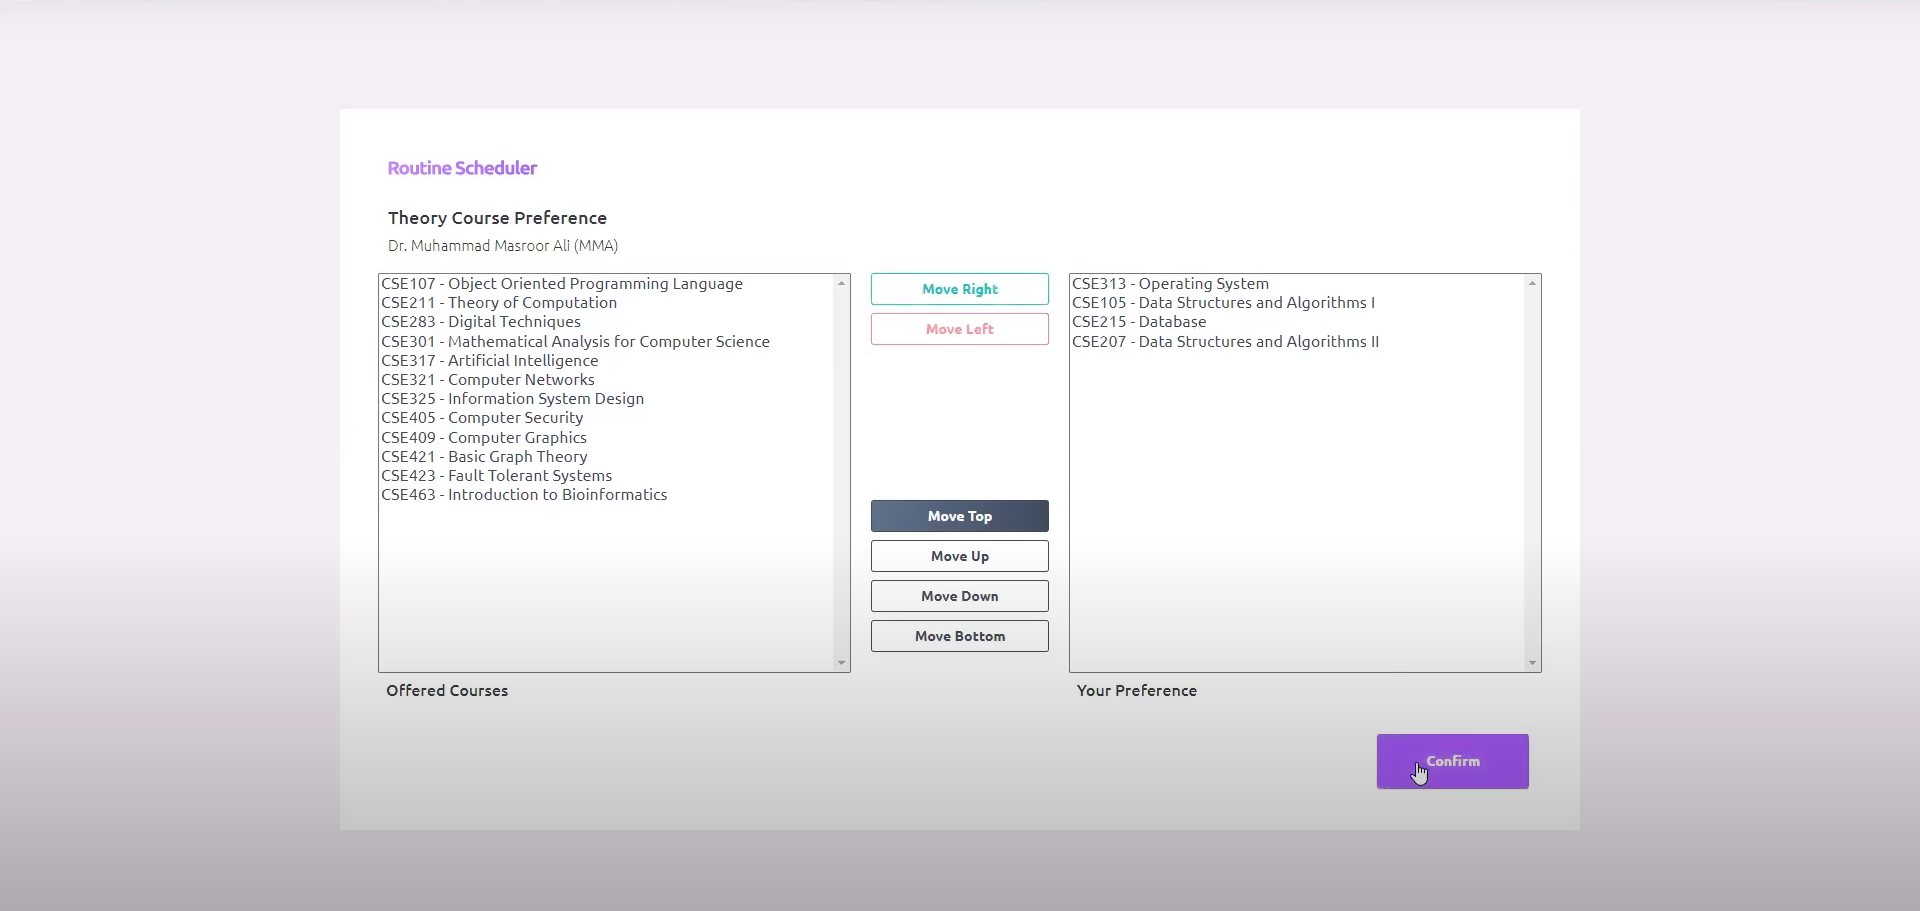 Routine Scheduler
Theory Course Preference
Dr. Muhammad Masroor Ali (MMA)
CSE107 - Object Oriented Programming Language
CSE211 - Theory of Computation
CSE283 - Digital Techniques
CSE301 - Mathematical Analysis for Computer Science
CSE317 - Artificial Intelligence
CSE321 - Computer Networks
CSE325 - Information System Design
CSE405 - Computer Security
CSE409 - Computer Graphics
CSE421 - Basic Graph Theory
CSE423 - Fault Tolerant Systems
CSE463 - Introduction to Bioinformatics
Offered Courses
Move Right
Move Left
Move Top
Move Up
Move Down
Move Bottom
CSE313 - Operating System
CSE105 - Data Structures and Algorithms I
CSE215 - Database
CSE207 - Data Structures and Algorithms II
Your Preference
Confirm